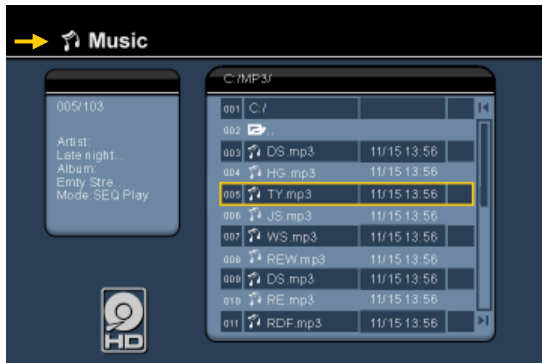 Music
C:/MP3/
005/103
Artist:
Late night...
Album:
Emty Stre...
Mode:SEQ Play
001 C:/
002 ..
003 DS.mp3 11/15 13:56
004 HG.mp3 11/15 13:56
005 TY.mp3 11/15 13:56
006 JS.mp3 11/15 13:56
007 WS.mp3 11/15 13:56
008 REW.mp3 11/15 13:56
009 DS.mp3 11/15 13:56
010 RE.mp3 11/15 13:56
011 RDF.mp3 11/15 13:56
HD